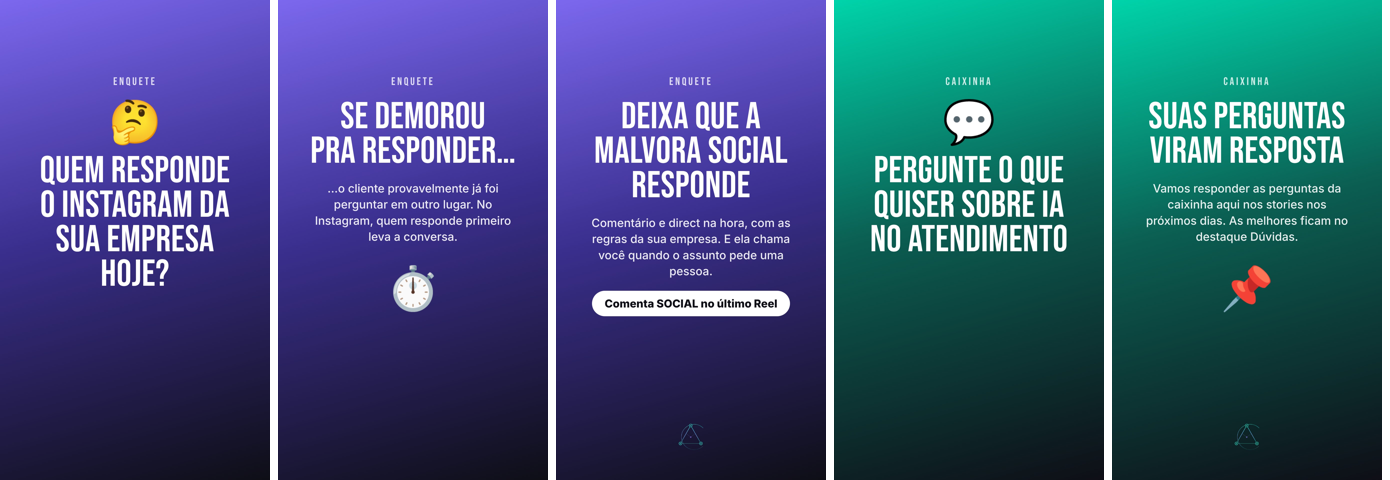 ENQUETE
QUEM RESPONDE
O INSTAGRAM DA
SUA EMPRESA
HOJE?
ENQUETE
SE DEMOROU
PRA RESPONDER...
...o cliente provavelmente já foi
perguntar em outro lugar. No
Instagram, quem responde primeiro
leva a conversa.
ENQUETE
DEIXA QUE A
MALVORA SOCIAL
RESPONDE
Comentário e direct na hora, com as
regras da sua empresa. E ela chama
você quando o assunto pede uma
pessoa.
Comenta SOCIAL no último Reel
CAIXINHA
PERGUNTE O QUE
QUISER SOBRE IA
NO ATENDIMENTO
CAIXINHA
SUAS PERGUNTAS
VIRAM RESPOSTA
Vamos responder as perguntas da
caixinha aqui nos stories nos
próximos dias. As melhores ficam no
destaque Dúvidas.